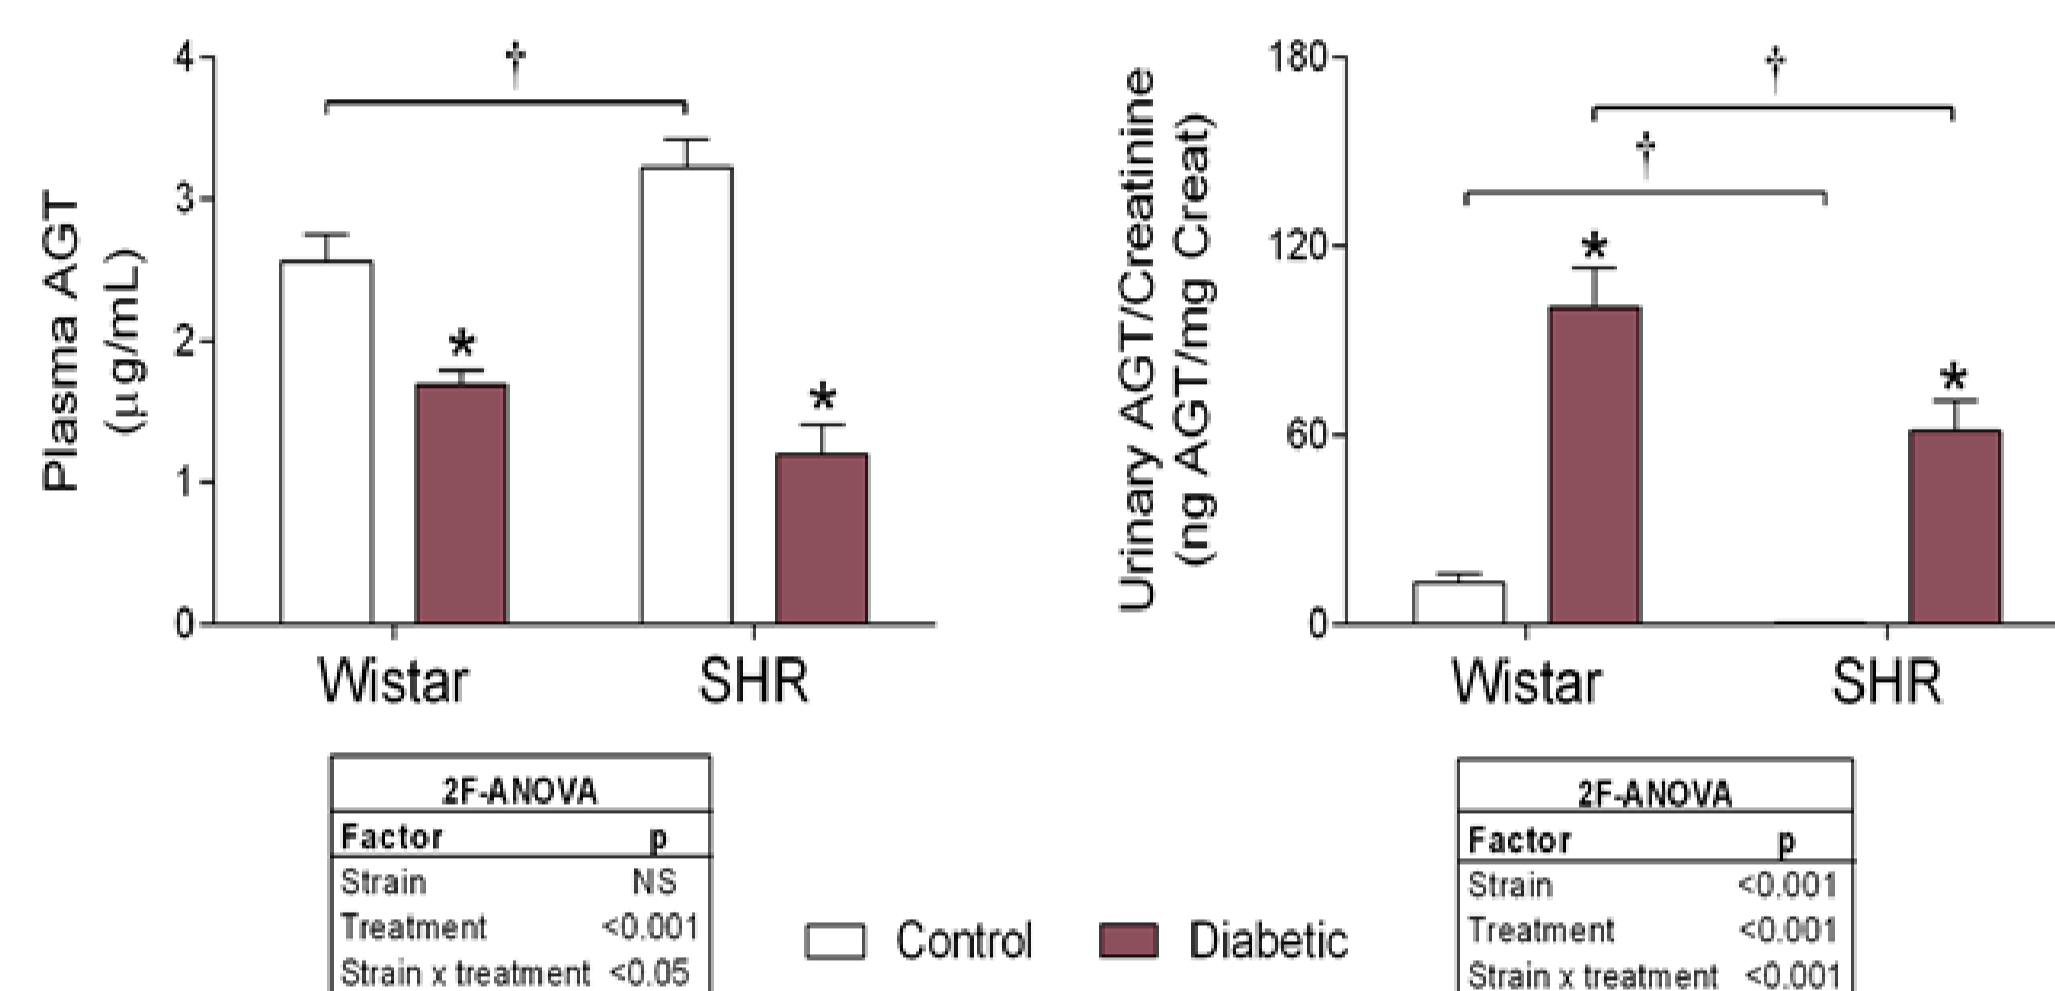 Plasma AGT
(μg/mL)
4
3
2
1
0
†
*
*
Wistar SHR
2F-ANOVA
Factor p
Strain NS
Treatment <0.001
Strain x treatment <0.05
Urinary AGT/Creatinine
(ng AGT/mg Creat)
180
120
60
0
†
†
*
*
Wistar SHR
2F-ANOVA
Factor p
Strain <0.001
Treatment <0.001
Strain x treatment <0.001
Control Diabetic